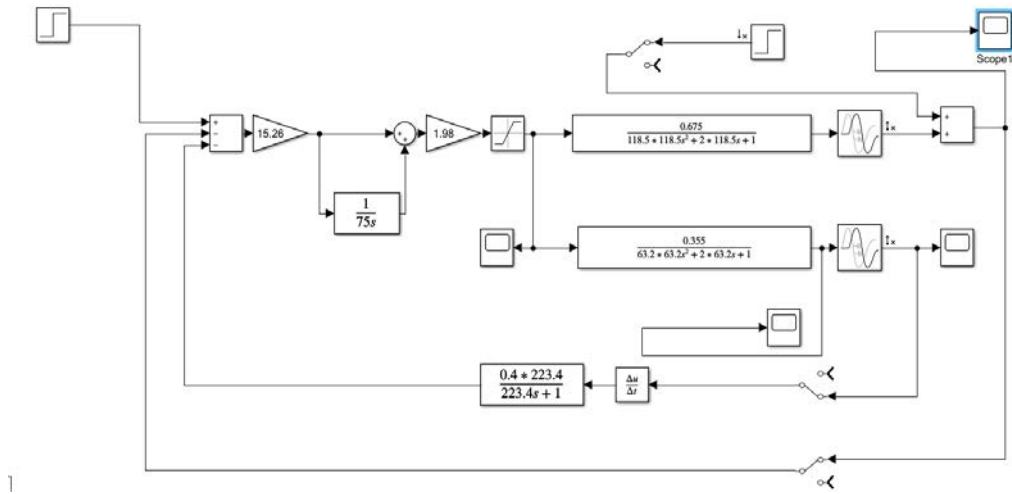 Scope1
15.26
1.98
0.675
118.5 * 118.5s² + 2 * 118.5s + 1
1
75s
0.355
63.2 * 63.2s² + 2 * 63.2s + 1
0.4 * 223.4
223.4s + 1
Δu
Δt